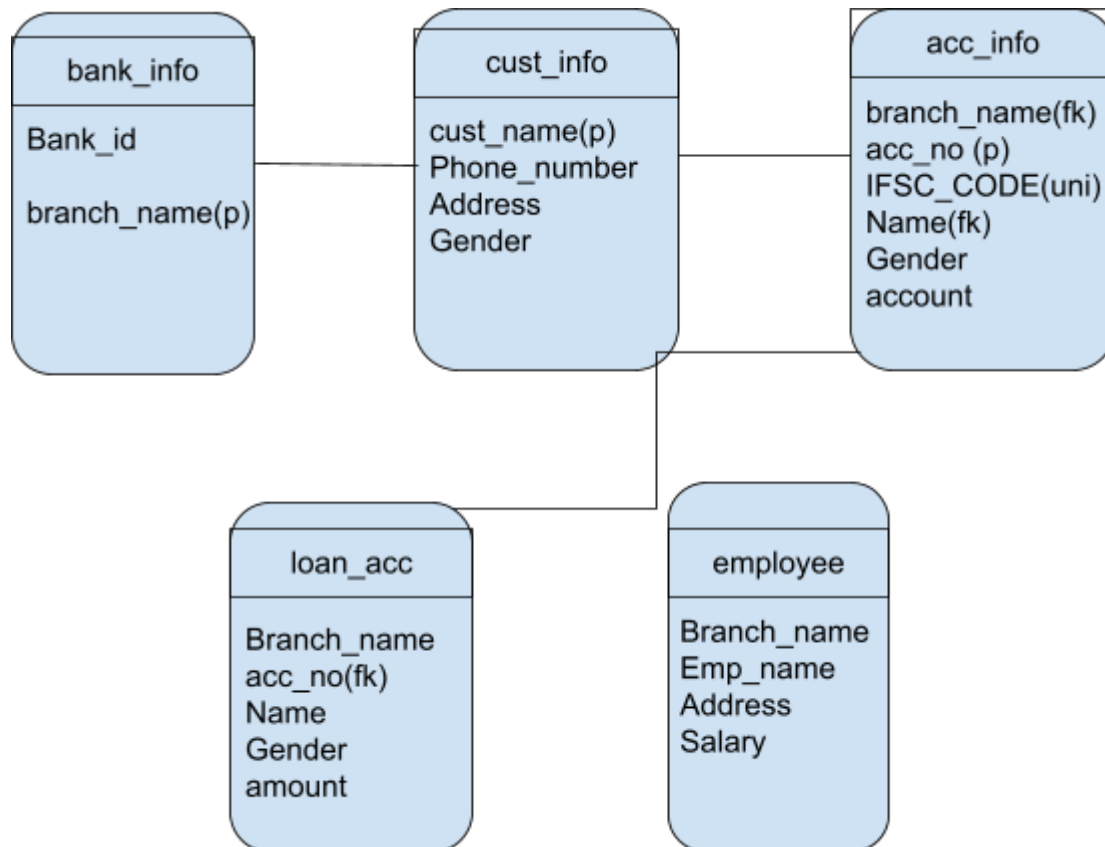 bank_info
Bank_id
branch_name(p)
cust_info
cust_name(p)
Phone_number
Address
Gender
acc_info
branch_name(fk)
acc_no (p)
IFSC_CODE(uni)
Name(fk)
Gender
account
loan_acc
Branch_name
acc_no(fk)
Name
Gender
amount
employee
Branch_name
Emp_name
Address
Salary